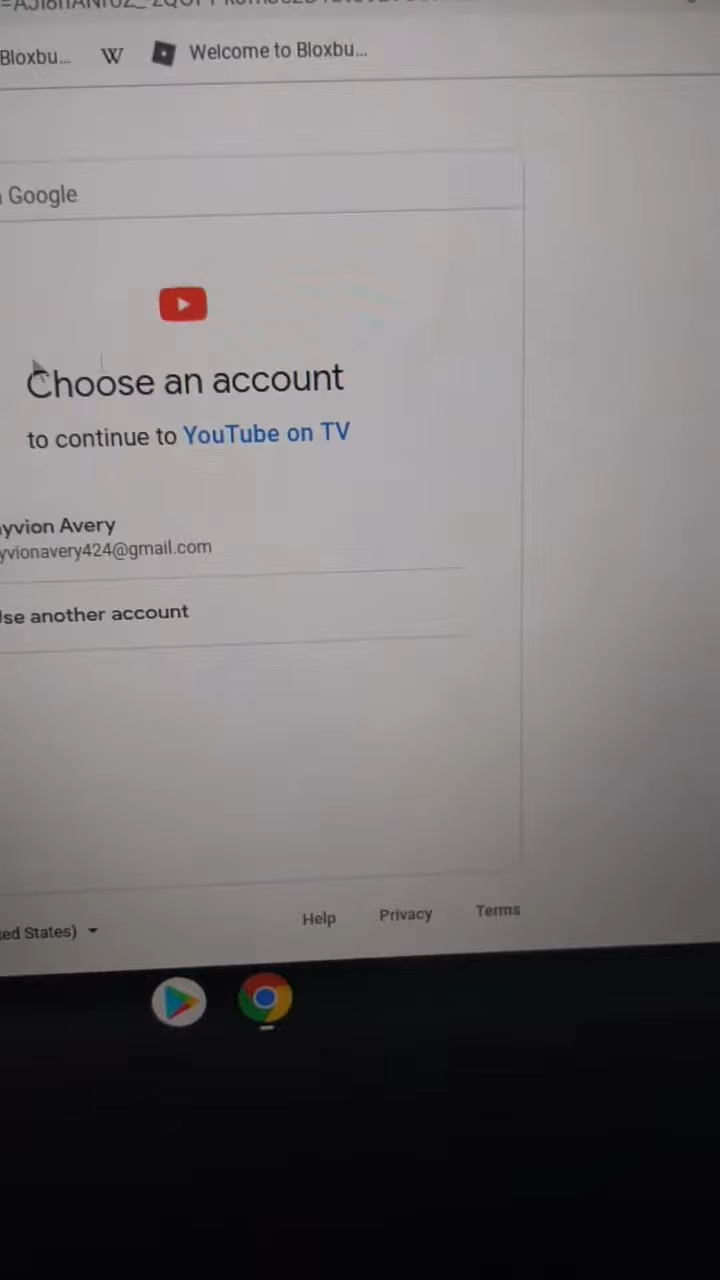 Bloxbu... W Welcome to Bloxbu...
Google
Choose an account
to continue to YouTube on TV
yvion Avery
yvionavery424@gmail.com
Use another account
ed States)
Help Privacy Terms